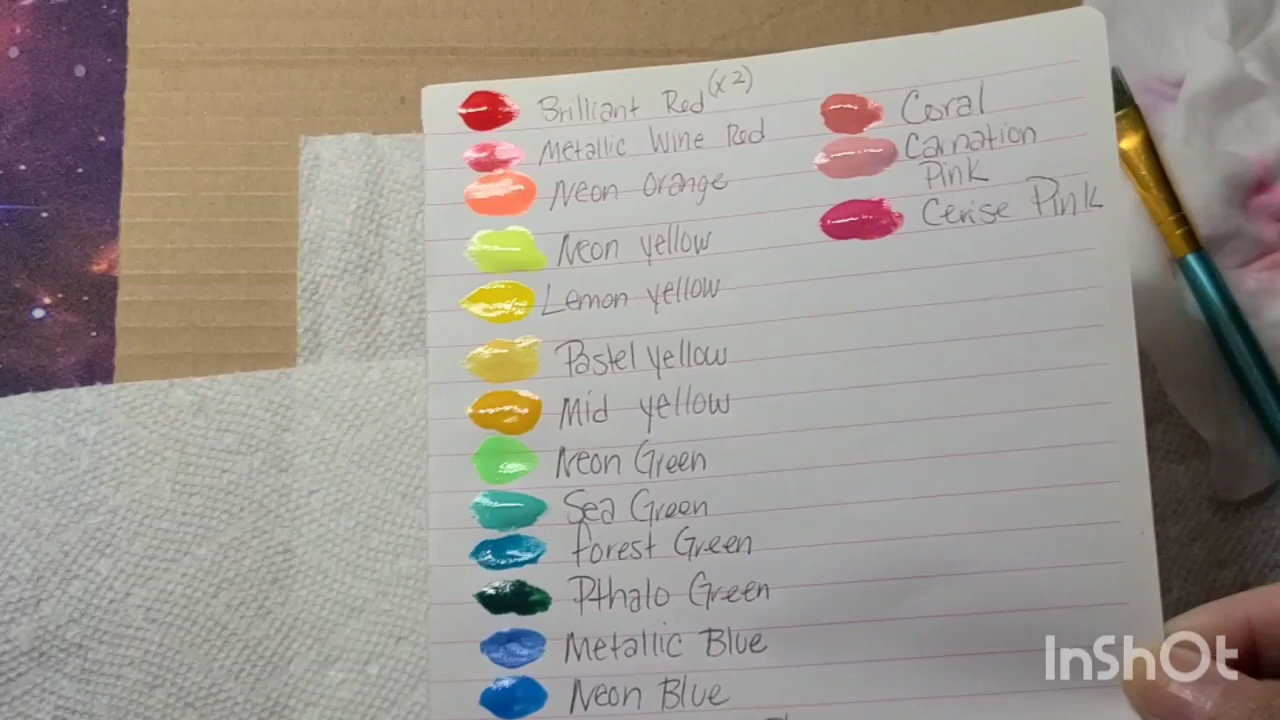 Brilliant Red (x2)
Metallic Wine Red
Neon Orange
Neon yellow
Lemon yellow
Pastel yellow
Mid yellow
Neon Green
Sea Green
forest Green
Pthalo Green
Metallic Blue
Neon Blue
Coral
Carnation
Pink
Cerise Pink
InShOt